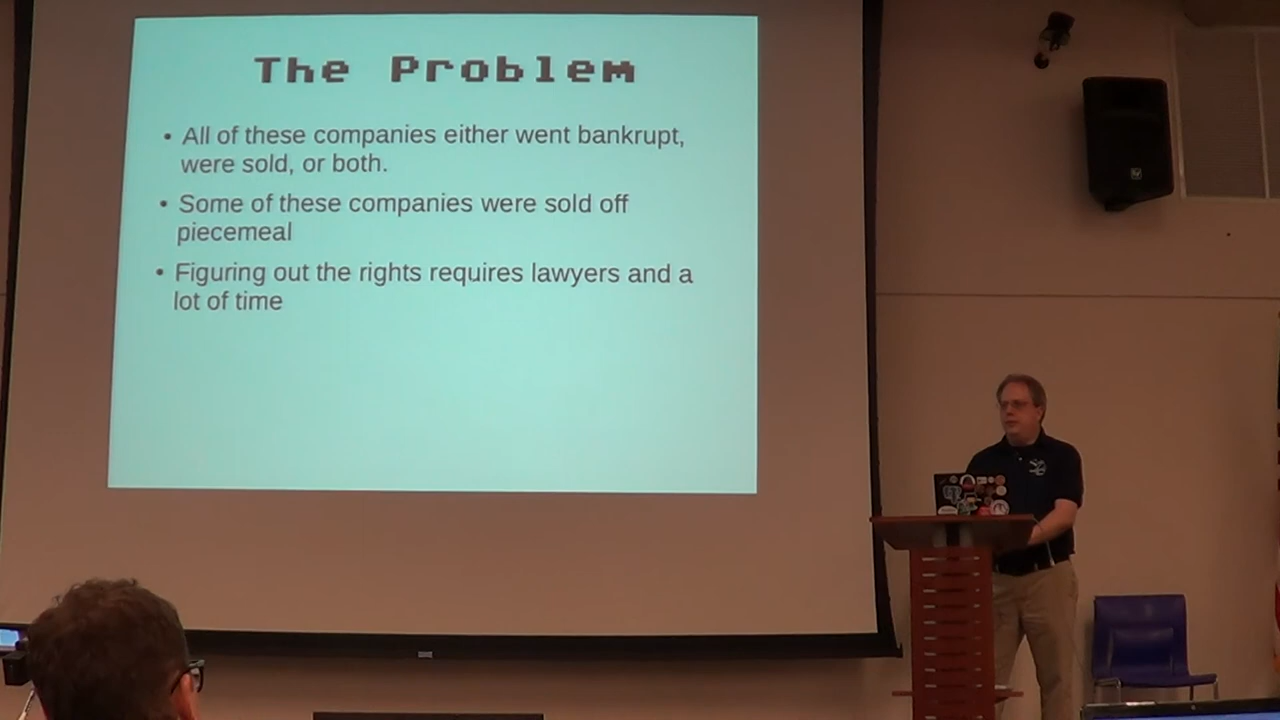 The Problem
• All of these companies either went bankrupt,
were sold, or both.
• Some of these companies were sold off
piecemeal
• Figuring out the rights requires lawyers and a
lot of time